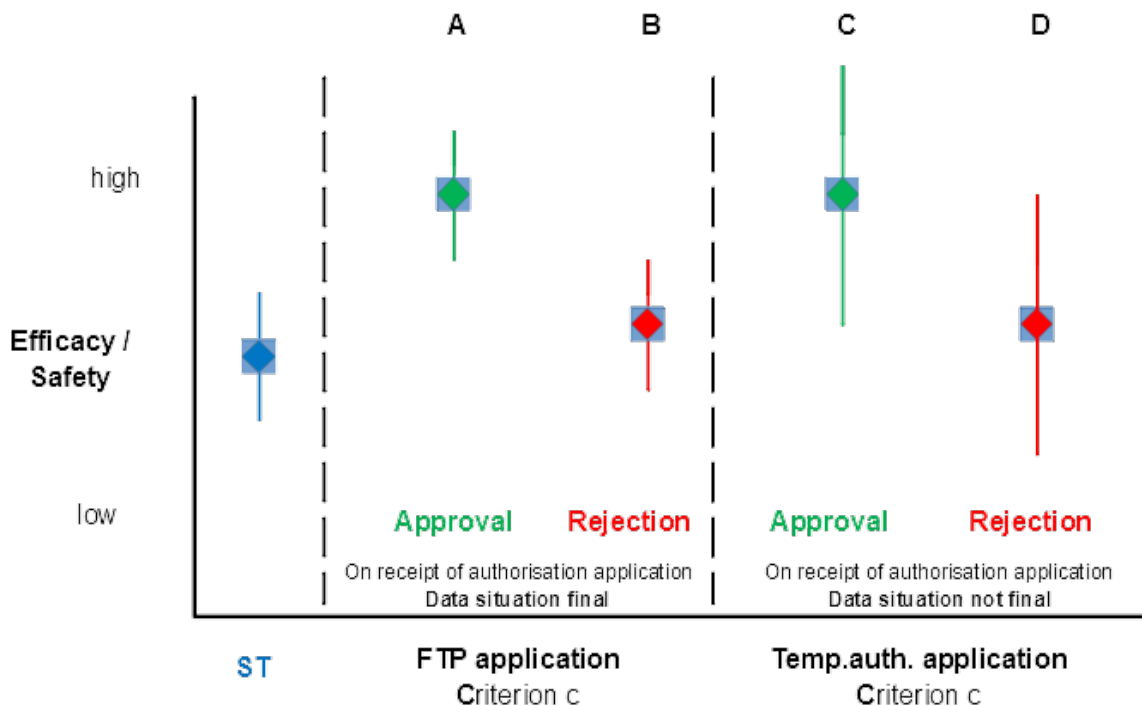 A
B
C
D
high
Efficacy /
Safety
low
Approval
Rejection
Approval
Rejection
On receipt of authorisation application
Data situation final
On receipt of authorisation application
Data situation not final
ST
FTP application
Criterion c
Temp.auth. application
Criterion c